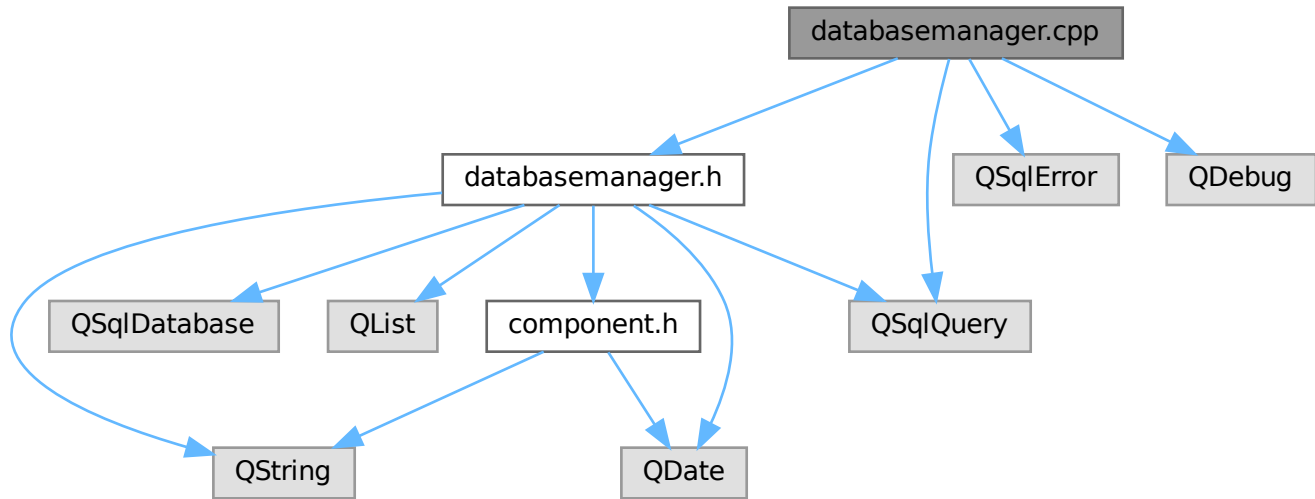 databasemanager.cpp
databasemanager.h
QSqlError
QDebug
QSqlDatabase
QList
component.h
QSqlQuery
QString
QDate